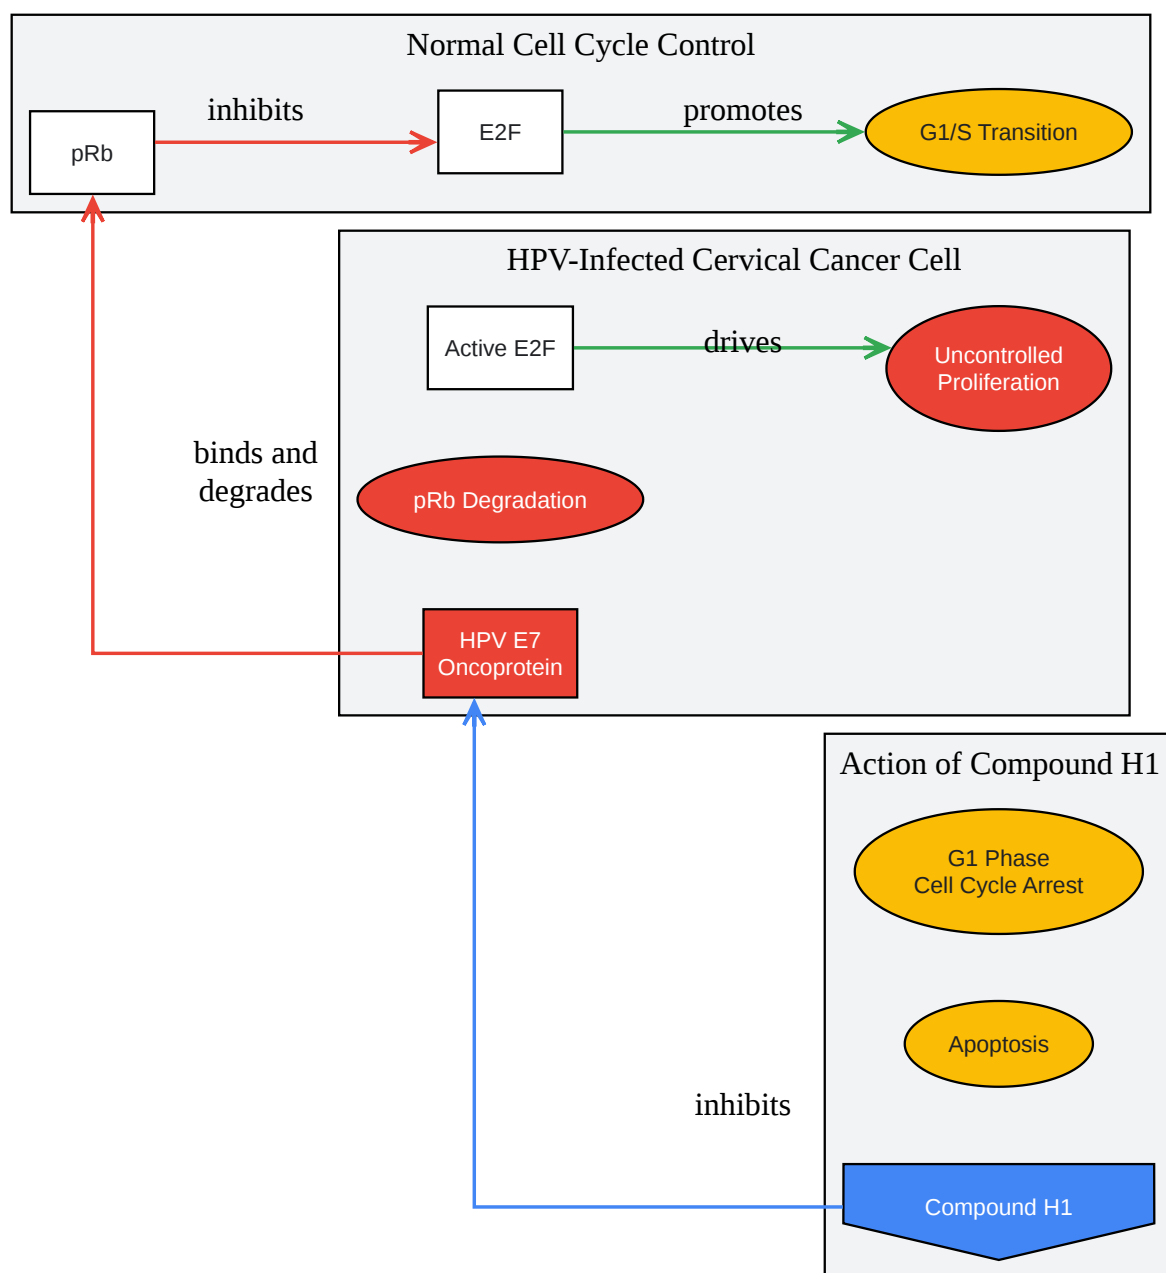 Normal Cell Cycle Control
inhibits
promotes
pRb
E2F
G1/S Transition
HPV-Infected Cervical Cancer Cell
Active E2F
drives
Uncontrolled
Proliferation
binds and
degrades
pRb Degradation
HPV E7
Oncoprotein
Action of Compound H1
G1 Phase
Cell Cycle Arrest
Apoptosis
inhibits
Compound H1